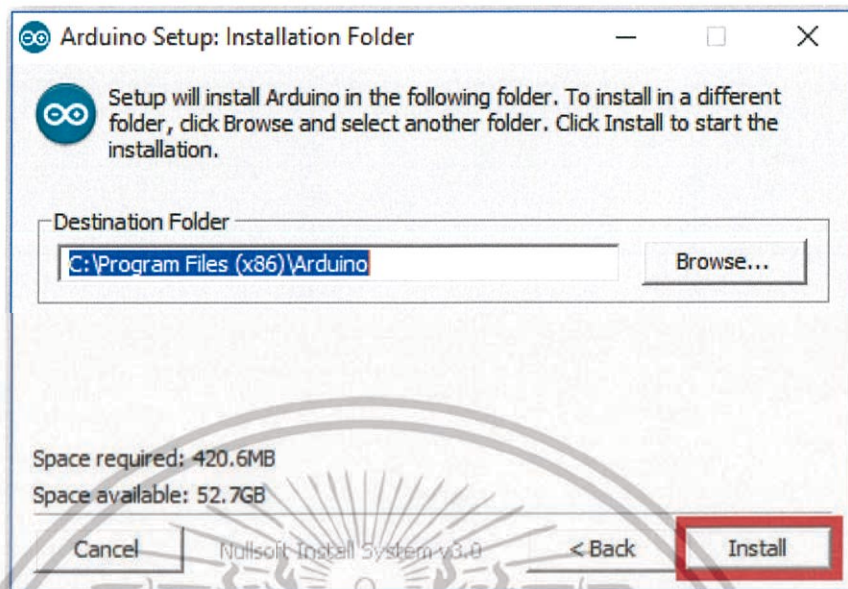 Arduino Setup: Installation Folder
Setup will install Arduino in the following folder. To install in a different
folder, click Browse and select another folder. Click Install to start the
installation.
Destination Folder
C:\Program Files (x86)\Arduino
Browse...
Space required: 420.6MB
Space available: 52.7GB
Cancel
Nullsoft Install System v3.0
< Back
Install